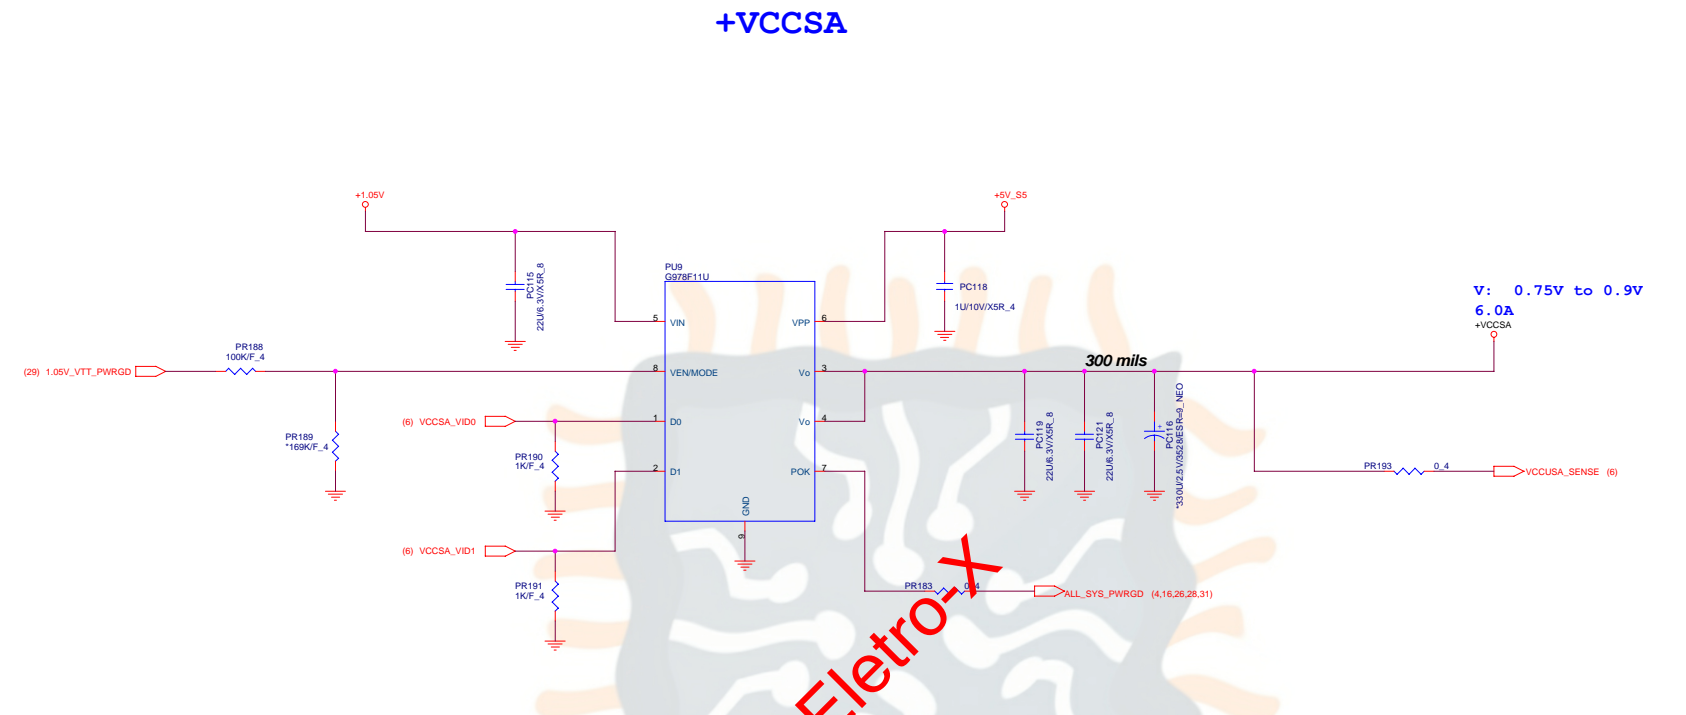 +VCCSA
+1.05V
+5V_S5
PU9
G978F11U
PC115
22U/6.3V/X5R_8
PC118
1U/10V/X5R_4
V: 0.75V to 0.9V
6.0A
+VCCSA
5 VIN
VPP 6
PR188
100K/F_4
300 mils
(29) 1.05V_VTT_PWRGD
8 VEN/MODE
Vo 3
(6) VCCSA_VID0
1 D0
Vo 4
PC119
22U/6.3V/X5R_8
PC121
22U/6.3V/X5R_8
+
PC116
*330U/2.5V/3528/ESR=9_NEO
PR189
*169K/F_4
PR190
1K/F_4
2 D1
POK 7
PR193 0_4
VCCUSA_SENSE (6)
GND
9
(6) VCCSA_VID1
PR191
1K/F_4
PR183 0_4
ALL_SYS_PWRGD (4,16,26,28,31)
Eletro-X